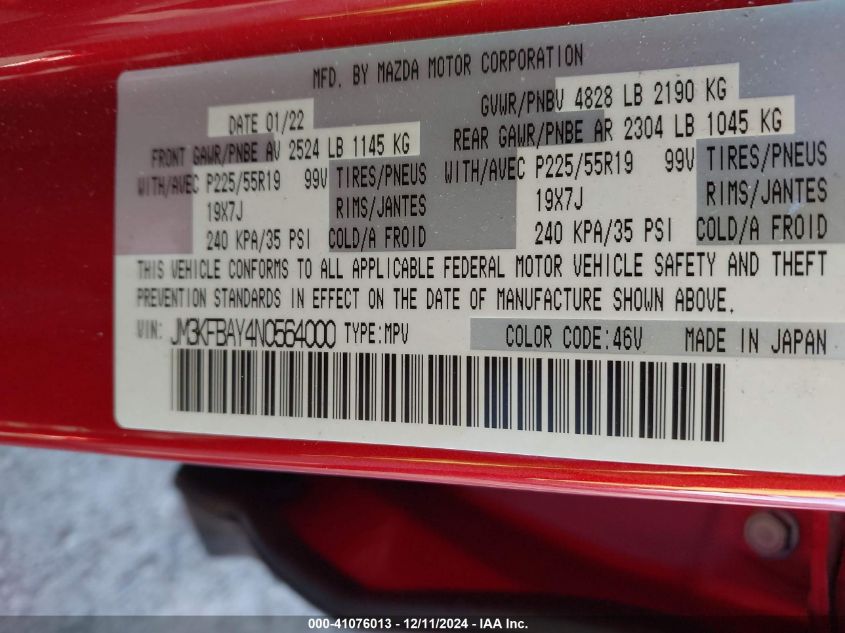 MFD. BY MAZDA MOTOR CORPORATION
DATE 01/22 GVWR/PNBV 4828 LB 2190 KG
FRONT GAWR/PNBE AV 2524 LB 1145 KG REAR GAWR/PNBE AR 2304 LB 1045 KG
WITH/AVEC P225/55R19 99V TIRES/PNEUS WITH/AVEC P225/55R19 99V TIRES/PNEUS
19X7J RIMS/JANTES 19X7J RIMS/JANTES
240 KPA/35 PSI COLD/A FROID 240 KPA/35 PSI COLD/A FROID
THIS VEHICLE CONFORMS TO ALL APPLICABLE FEDERAL MOTOR VEHICLE SAFETY AND THEFT
PREVENTION STANDARDS IN EFFECT ON THE DATE OF MANUFACTURE SHOWN ABOVE.
VIN: JM3KFBAY4N0564000 TYPE:MPV COLOR CODE:46V MADE IN JAPAN
000-41076013 - 12/11/2024 - IAA Inc.